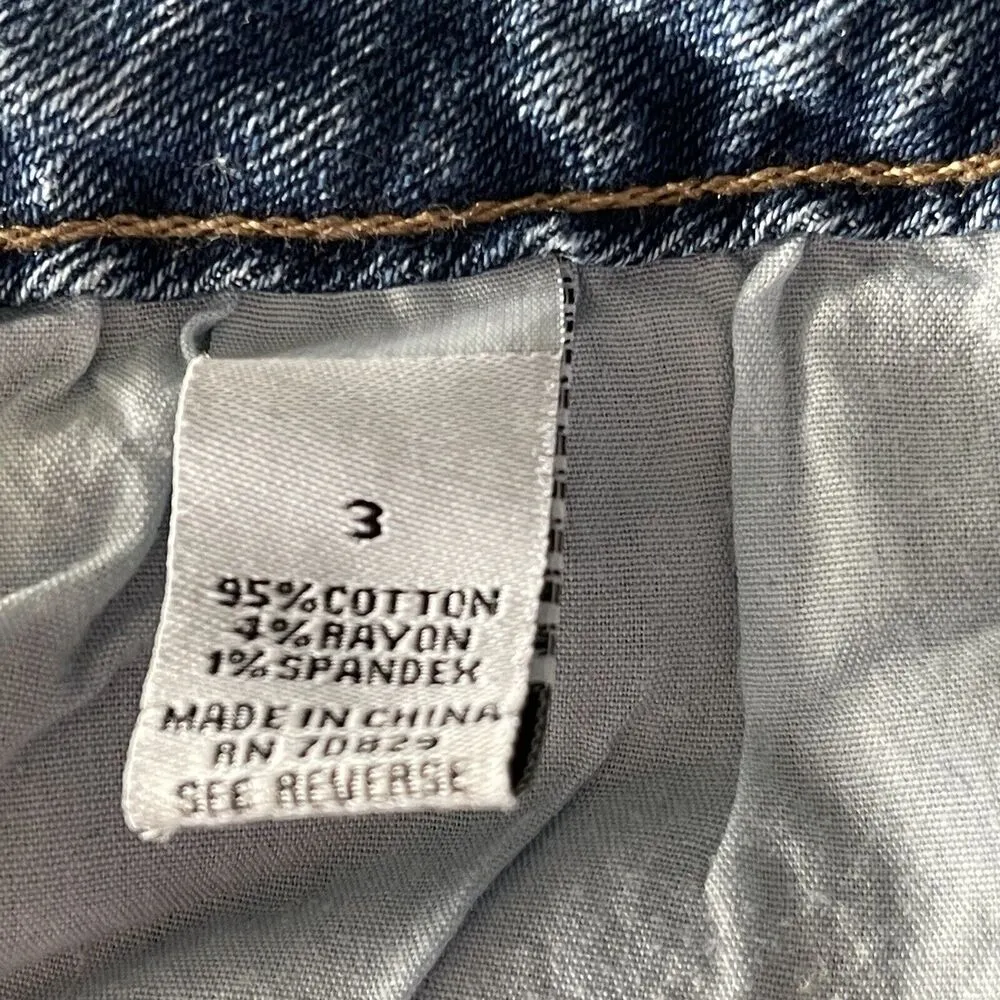 3
95% COTTON
4% RAYON
1% SPANDEX
MADE IN CHINA
RN 70829
SEE REVERSE